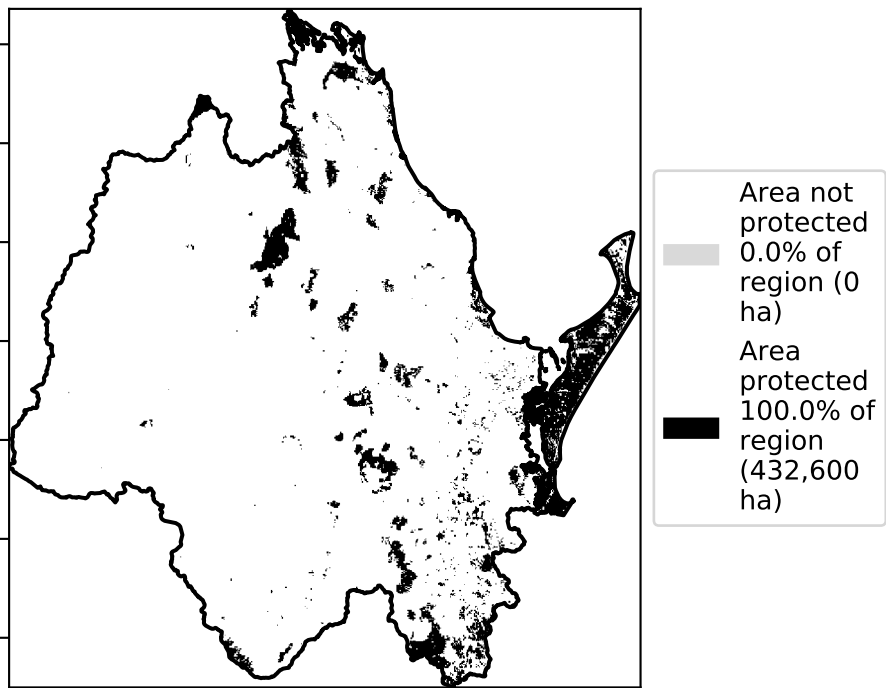 Area not
protected
0.0% of
region (0
ha)
Area
protected
100.0% of
region
(432,600
ha)